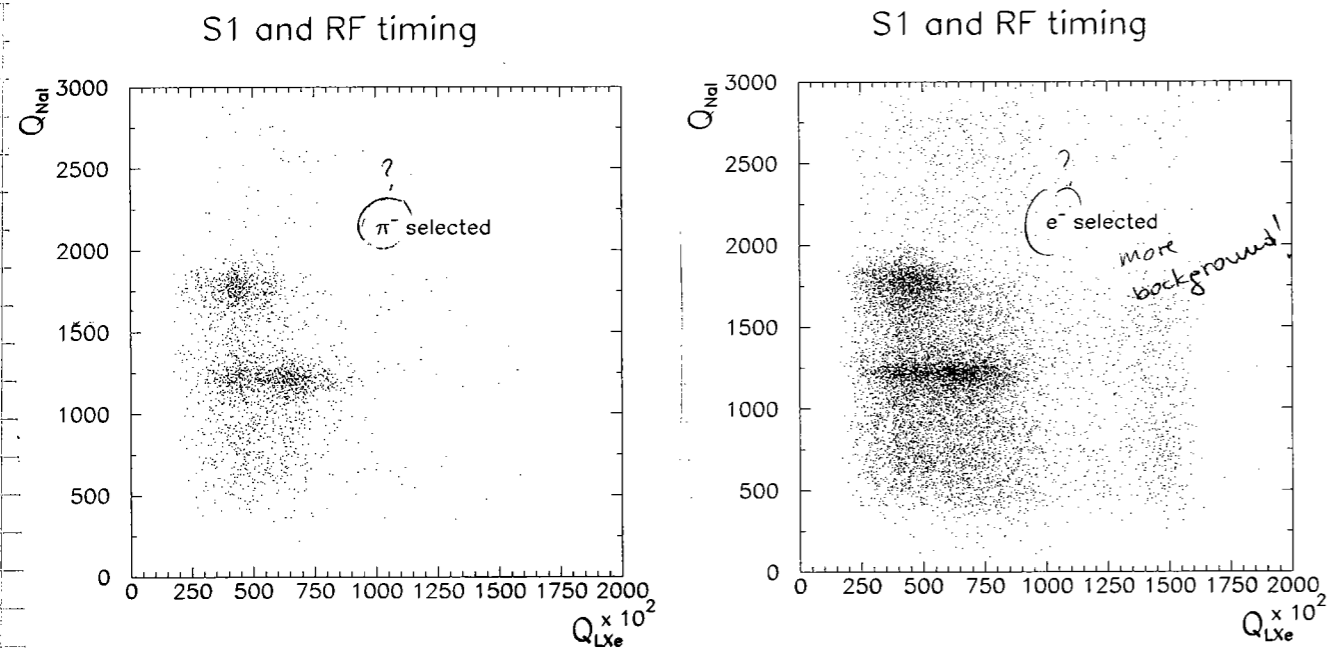 S1 and RF timing
Q_NaI
3000
2500
2000
1500
1000
500
0
?
π⁻ selected
0 250 500 750 1000 1250 1500 1750 2000
x 10²
Q_LXe
S1 and RF timing
Q_NaI
3000
2500
2000
1500
1000
500
0
?
e⁻ selected
more
background!
0 250 500 750 1000 1250 1500 1750 2000
x 10²
Q_LXe